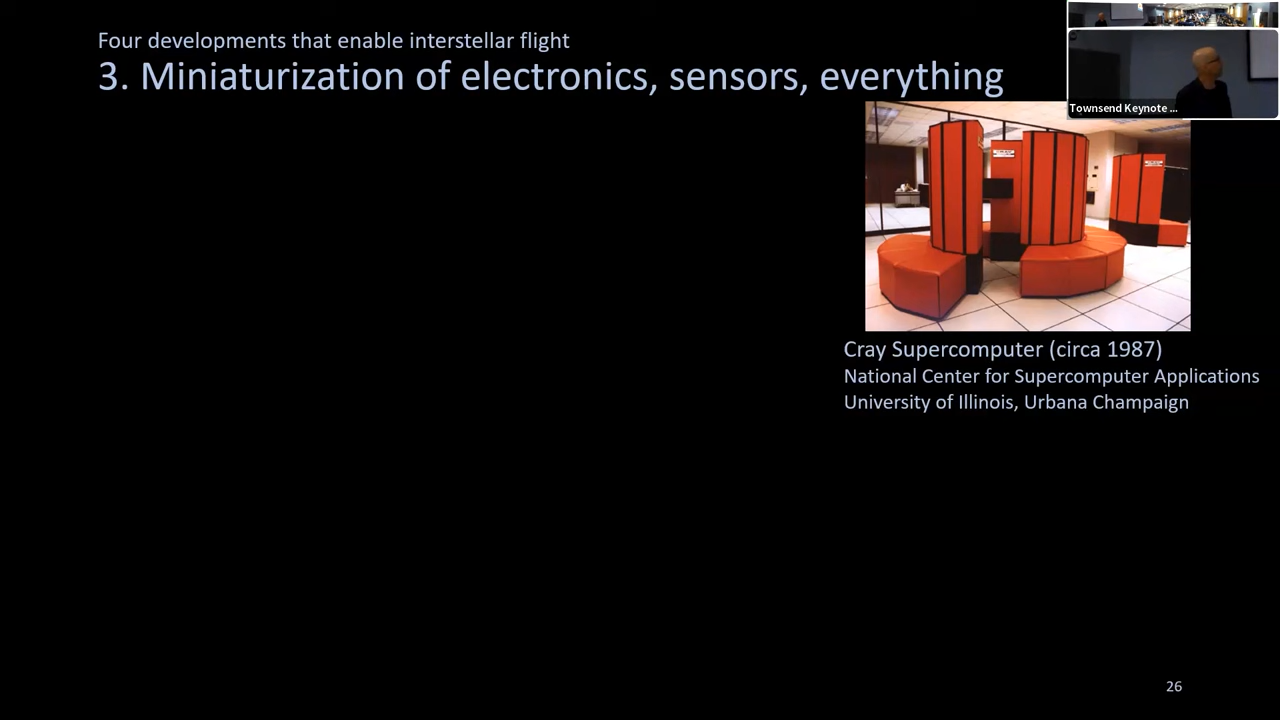 Four developments that enable interstellar flight
3. Miniaturization of electronics, sensors, everything
Townsend Keynote ...
Cray Supercomputer (circa 1987)
National Center for Supercomputer Applications
University of Illinois, Urbana Champaign
26